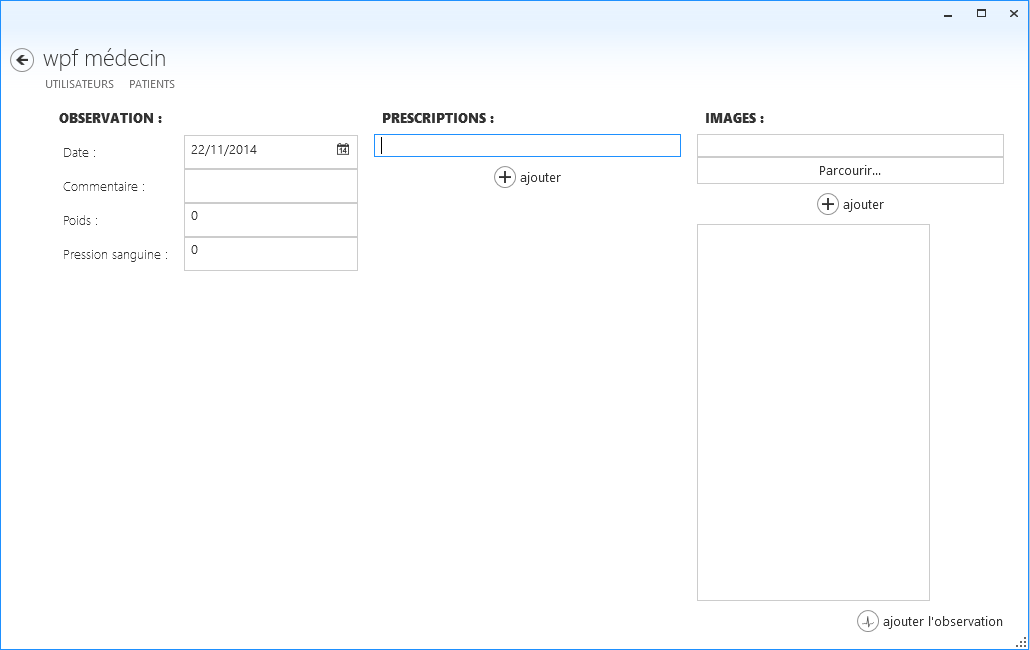 wpf médecin
UTILISATEURS PATIENTS
OBSERVATION :
Date : 22/11/2014
Commentaire :
Poids : 0
Pression sanguine : 0
PRESCRIPTIONS :
ajouter
IMAGES :
Parcourir...
ajouter
ajouter l'observation